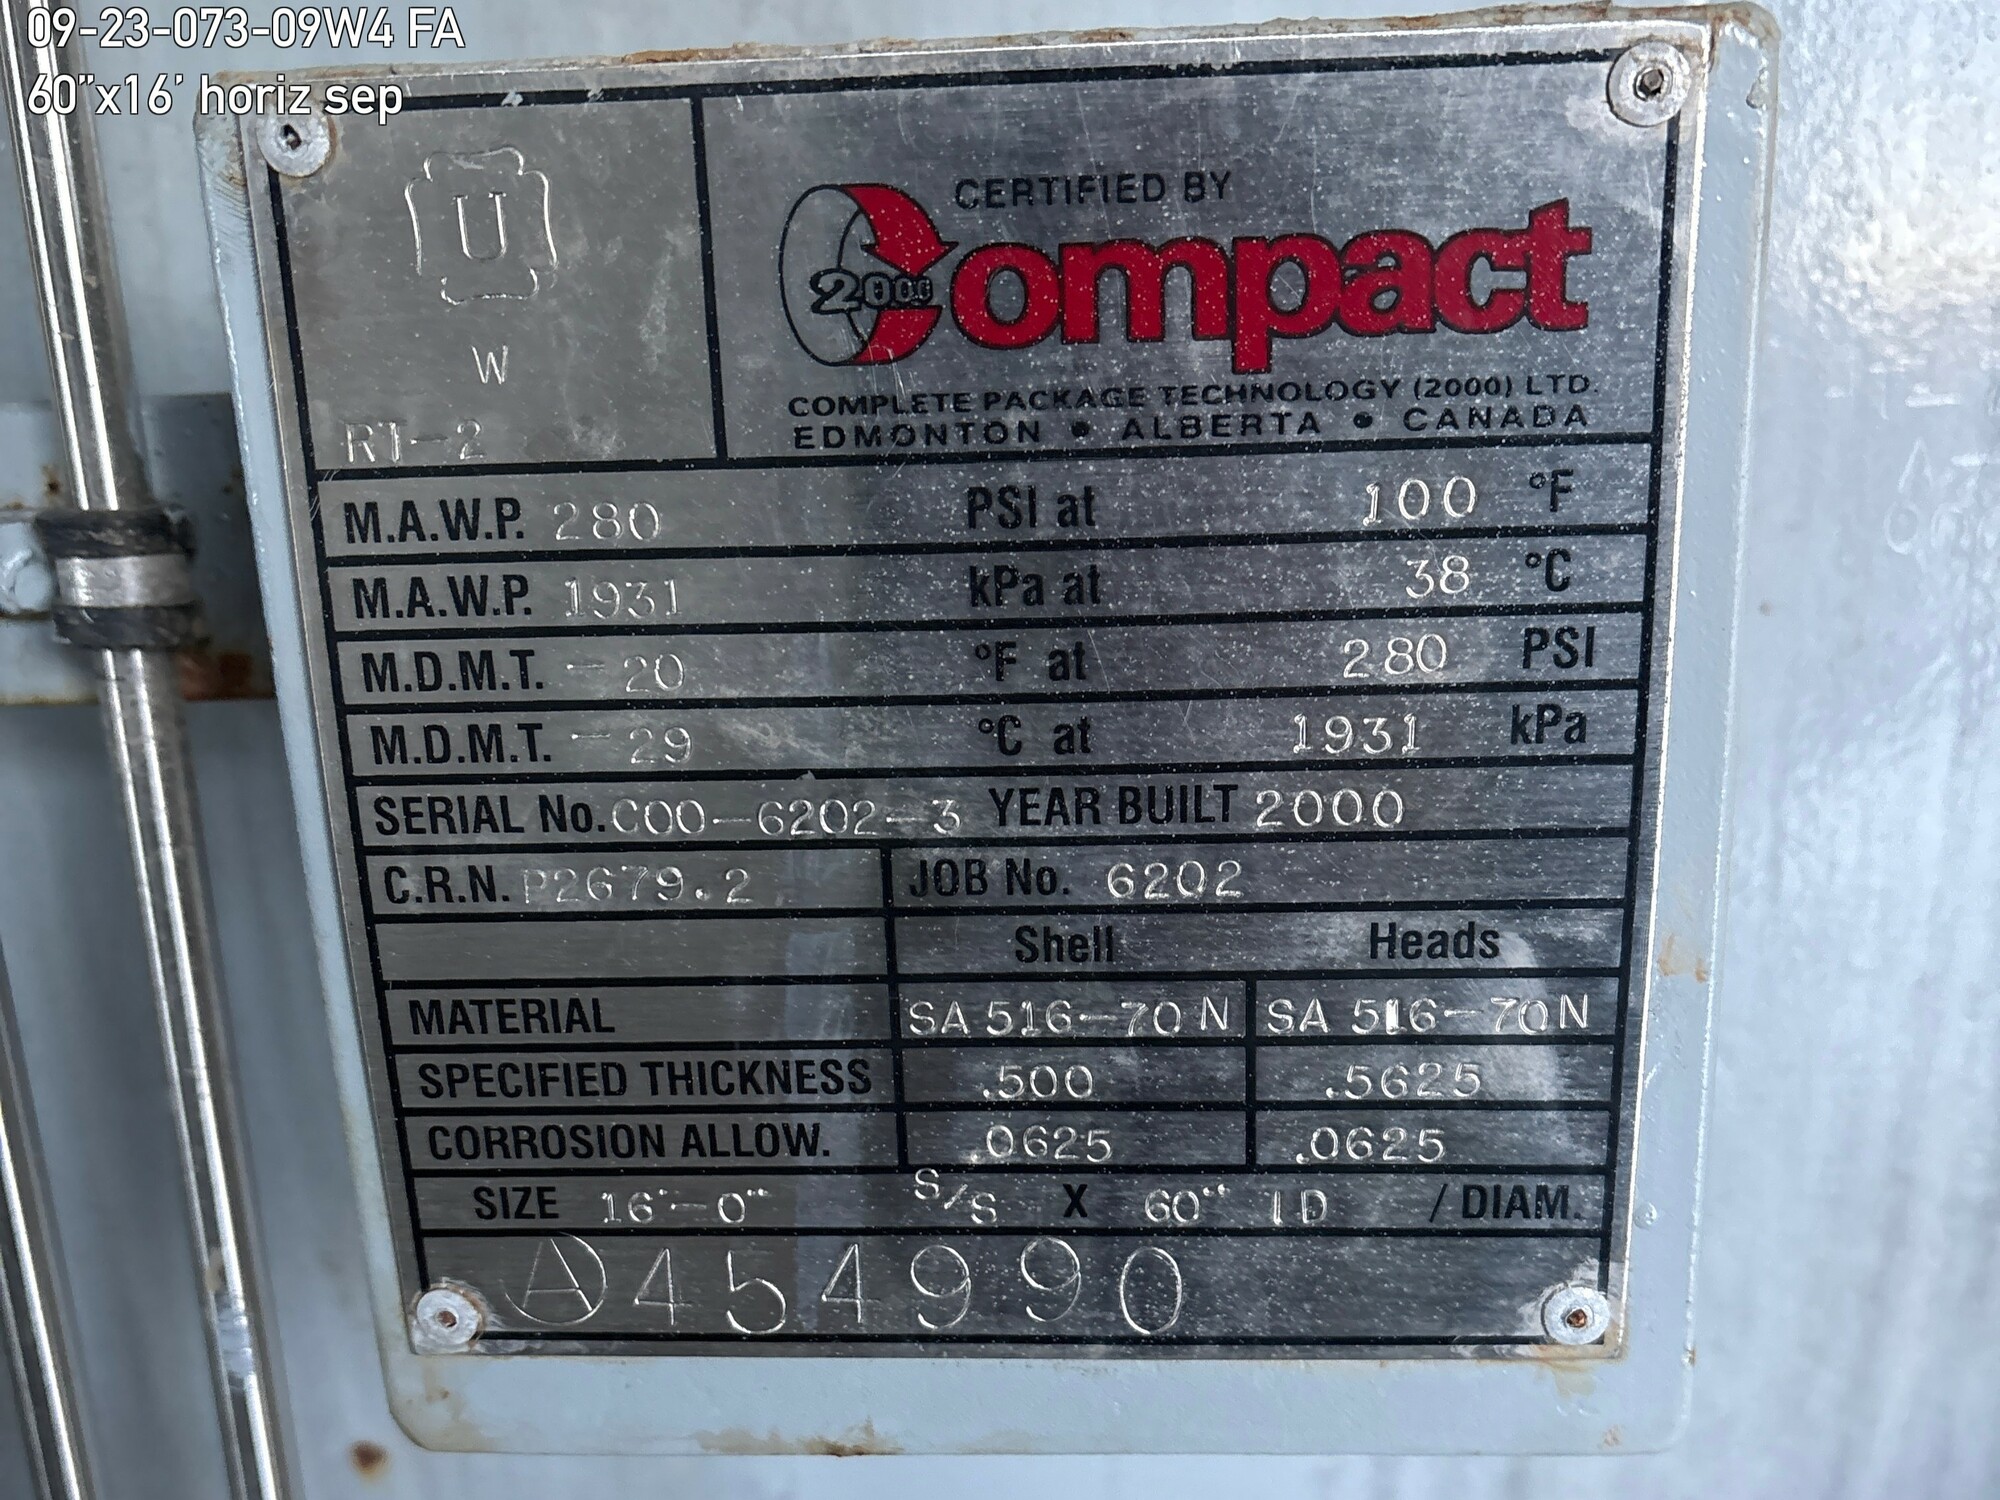 09-23-073-09W4 FA
60"x16' horiz sep
U
W
RT-2
CERTIFIED BY
2000 Compact
COMPLETE PACKAGE TECHNOLOGY (2000) LTD.
EDMONTON • ALBERTA • CANADA
M.A.W.P. 280 PSI at 100 °F
M.A.W.P. 1931 kPa at 38 °C
M.D.M.T. -20 °F at 280 PSI
M.D.M.T. -29 °C at 1931 kPa
SERIAL No. C00-6202-3 YEAR BUILT 2000
C.R.N. P2679.2 JOB No. 6202
Shell Heads
MATERIAL SA 516-70 N SA 516-70 N
SPECIFIED THICKNESS .500 .5625
CORROSION ALLOW. .0625 .0625
SIZE 16'-0" S/S X 60" ID / DIAM.
Ⓐ454990